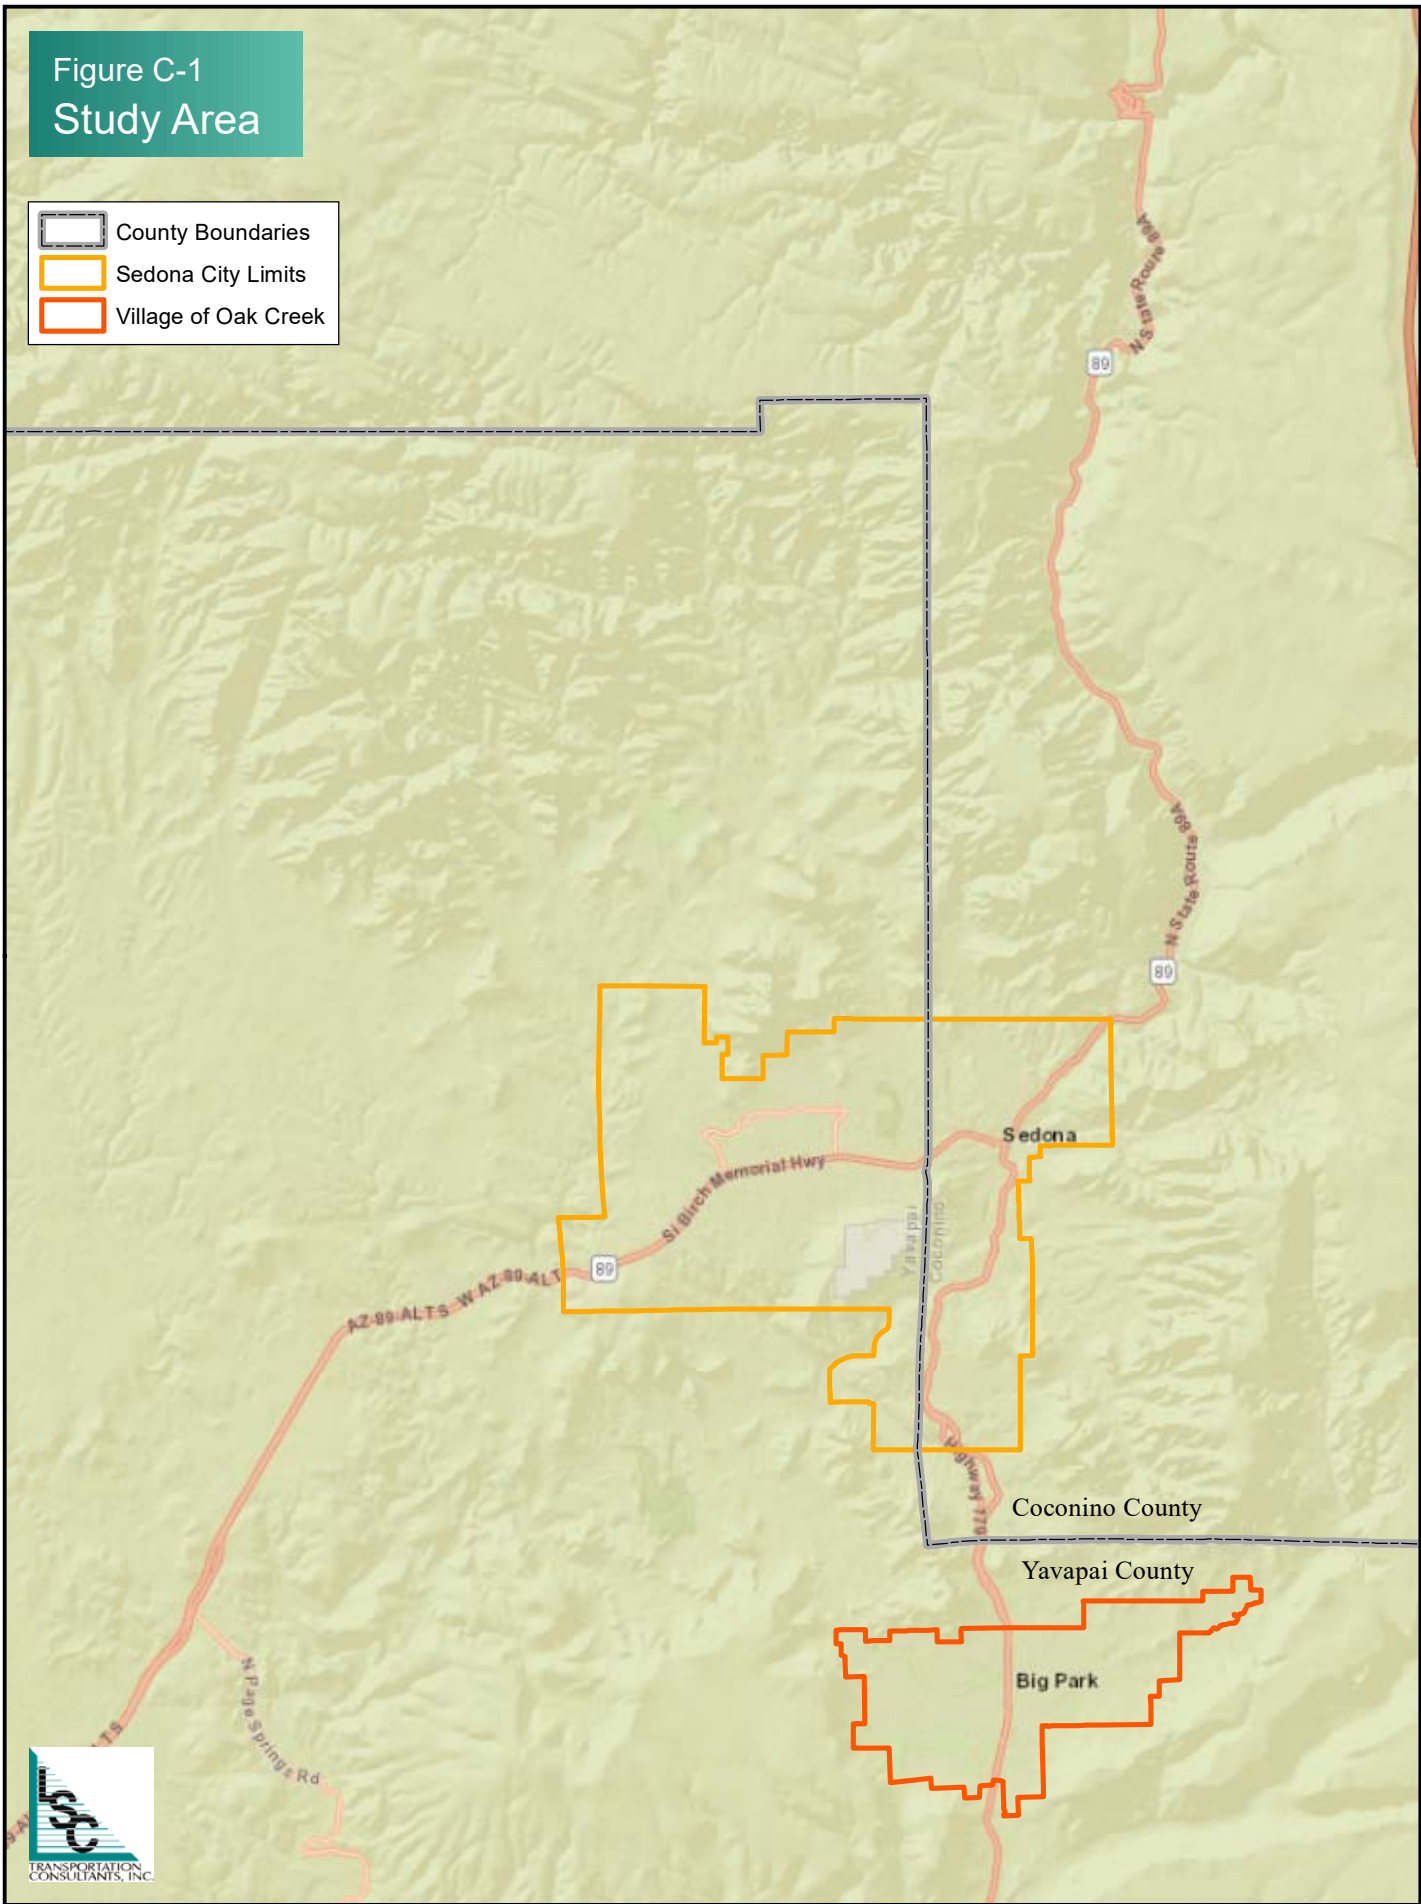 Figure C-1
Study Area
County Boundaries
Sedona City Limits
Village of Oak Creek
N State Route 89A
89
N State Route 89A
89
Sedona
Si Birch Memorial Hwy
Yavapai
Coconino
89
AZ-89 ALTS W AZ-89-ALT
Highway 179
Coconino County
Yavapai County
Big Park
N Page Springs Rd
LSC
TRANSPORTATION
CONSULTANTS, INC.